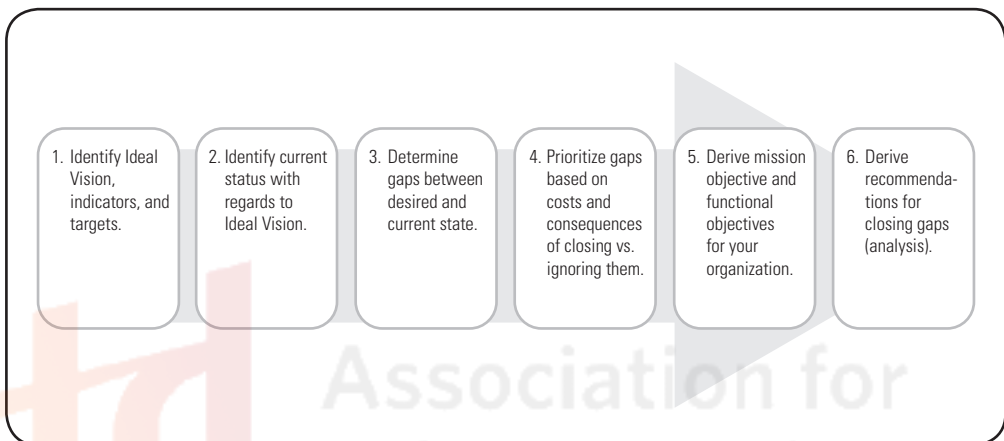 1. Identify Ideal
Vision,
indicators, and
targets.
2. Identify current
status with
regards to
Ideal Vision.
3. Determine
gaps between
desired and
current state.
4. Prioritize gaps
based on
costs and
consequences
of closing vs.
ignoring them.
5. Derive mission
objective and
functional
objectives
for your
organization.
6. Derive
recommenda-
tions for
closing gaps
(analysis).
td
Association for